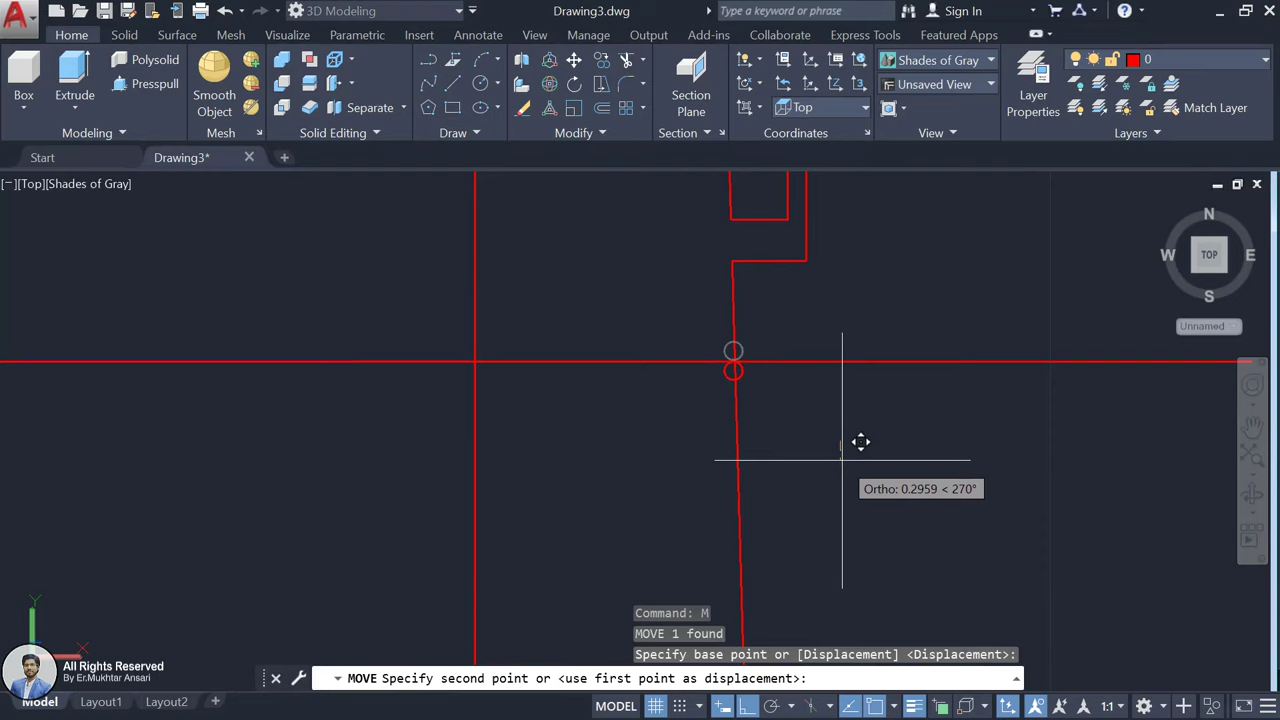 A 3D Modeling Drawing3.dwg Type a keyword or phrase Sign In ?
Home Solid Surface Mesh Visualize Parametric Insert Annotate View Manage Output Add-ins Collaborate Express Tools Featured Apps
Box Extrude Polysolid Presspull Smooth Object Separate Section Plane Shades of Gray Unsaved View Top Layer Properties 0 Match Layer
Modeling Mesh Solid Editing Draw Modify Section Coordinates View Layers
Start Drawing3* +
[−][Top][Shades of Gray]
N
W TOP E
S
Unnamed
Ortho: 0.2959 < 270°
Y
X
Command: M
MOVE 1 found
Specify base point or [Displacement] <Displacement>:
MOVE Specify second point or <use first point as displacement>:
All Rights Reserved
By Er.Mukhtar Ansari
Model Layout1 Layout2 + MODEL 1:1